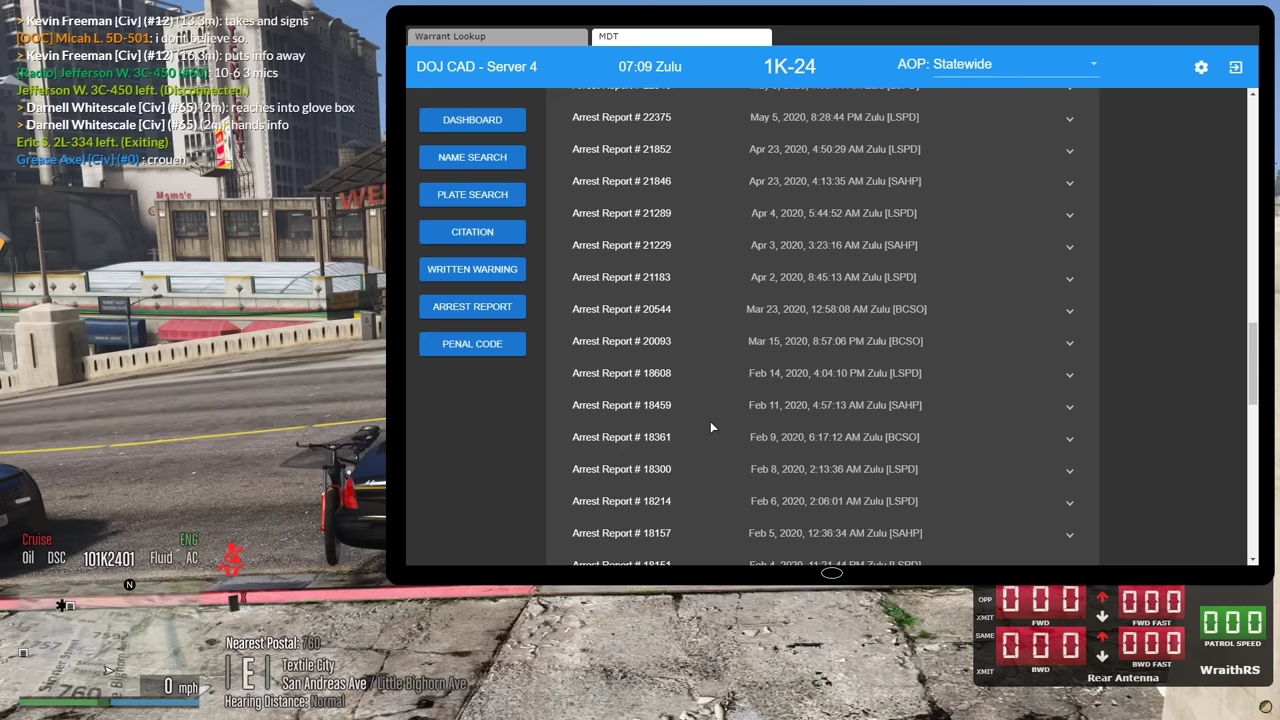 > Kevin Freeman [Civ] (#12) (13.3m): takes and signs '
[OOC] Micah L. 5D-501: i dont believe so.
> Kevin Freeman [Civ] (#12) (16.3m): puts info away
[Radio] Jefferson W. 3C-450 (#50): 10-6 3 mics
Jefferson W. 3C-450 left. (Disconnected.)
> Darnell Whitescale [Civ] (#65) (2m): reaches into glove box
> Darnell Whitescale [Civ] (#65) (2m): hands info
Eric S. 2L-334 left. (Exiting)
Grease Axel [Civ] (#0) : crouch
Warrant Lookup
MDT
DOJ CAD - Server 4
07:09 Zulu
1K-24
AOP: Statewide
DASHBOARD
NAME SEARCH
PLATE SEARCH
CITATION
WRITTEN WARNING
ARREST REPORT
PENAL CODE
Arrest Report # 22375 May 5, 2020, 8:28:44 PM Zulu [LSPD]
Arrest Report # 21852 Apr 23, 2020, 4:50:29 AM Zulu [LSPD]
Arrest Report # 21846 Apr 23, 2020, 4:13:35 AM Zulu [SAHP]
Arrest Report # 21289 Apr 4, 2020, 5:44:52 AM Zulu [LSPD]
Arrest Report # 21229 Apr 3, 2020, 3:23:16 AM Zulu [SAHP]
Arrest Report # 21183 Apr 2, 2020, 8:45:13 AM Zulu [LSPD]
Arrest Report # 20544 Mar 23, 2020, 12:58:08 AM Zulu [BCSO]
Arrest Report # 20093 Mar 15, 2020, 8:57:06 PM Zulu [BCSO]
Arrest Report # 18608 Feb 14, 2020, 4:04:10 PM Zulu [LSPD]
Arrest Report # 18459 Feb 11, 2020, 4:57:13 AM Zulu [SAHP]
Arrest Report # 18361 Feb 9, 2020, 6:17:12 AM Zulu [BCSO]
Arrest Report # 18300 Feb 8, 2020, 2:13:36 AM Zulu [LSPD]
Arrest Report # 18214 Feb 6, 2020, 2:06:01 AM Zulu [LSPD]
Arrest Report # 18157 Feb 5, 2020, 12:36:34 AM Zulu [SAHP]
Cruise
ENG
Oil DSC 101K2401 Fluid AC
N
760
0 mph
Nearest Postal: 760
E
Textile City
San Andreas Ave / Little Bighorn Ave
Hearing Distance: Normal
OPP
XMIT
SAME
XMIT
000
FWD
000
FWD FAST
000
BWD
000
BWD FAST
Rear Antenna
000
PATROL SPEED
WraithRS